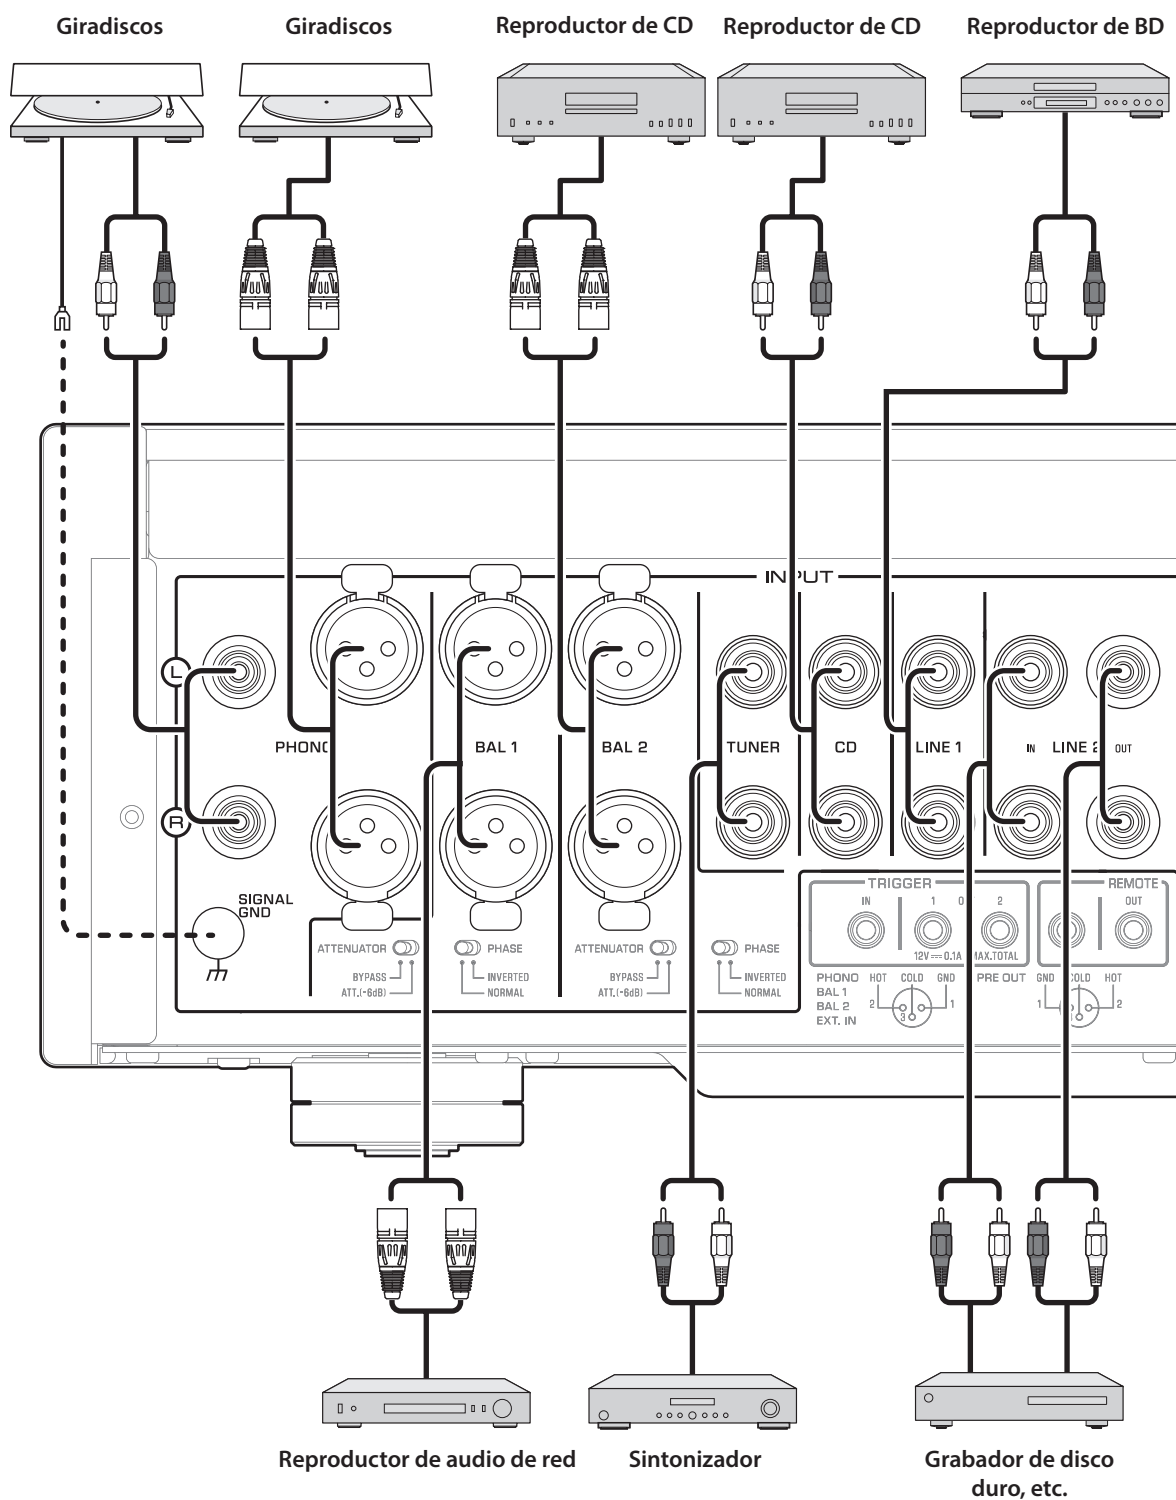 Giradiscos
Giradiscos
Reproductor de CD
Reproductor de CD
Reproductor de BD
INPUT
L
PHONO
BAL 1
BAL 2
TUNER
CD
LINE 1
IN
LINE 2
OUT
R
SIGNAL
GND
ATTENUATOR
BYPASS
ATT.(-6dB)
PHASE
INVERTED
NORMAL
ATTENUATOR
BYPASS
ATT.(-6dB)
PHASE
INVERTED
NORMAL
TRIGGER
IN
1
2
12V 0.1A MAX.TOTAL
REMOTE
OUT
PHONO
BAL 1
BAL 2
EXT. IN
HOT COLD GND
2
3
1
PRE OUT
GND COLD HOT
1
2
Reproductor de audio de red
Sintonizador
Grabador de disco
duro, etc.